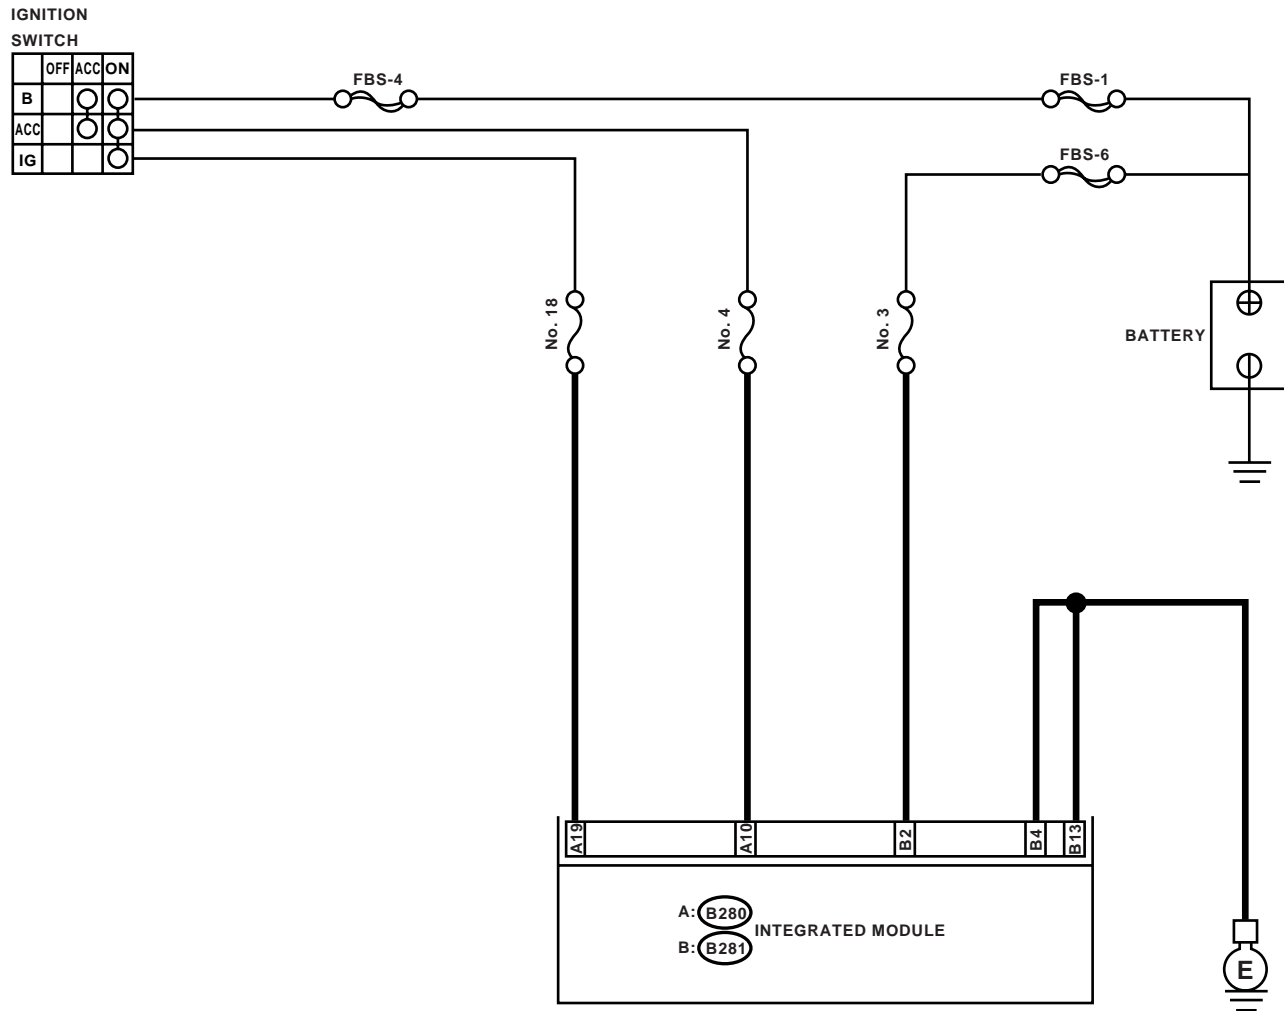 IGNITION
SWITCH
OFF ACC ON
B
ACC
IG
FBS-4
FBS-1
FBS-6
No. 18
No. 4
No. 3
BATTERY
A19
A10
B2
B4
B13
A: B280
B: B281
INTEGRATED MODULE
E